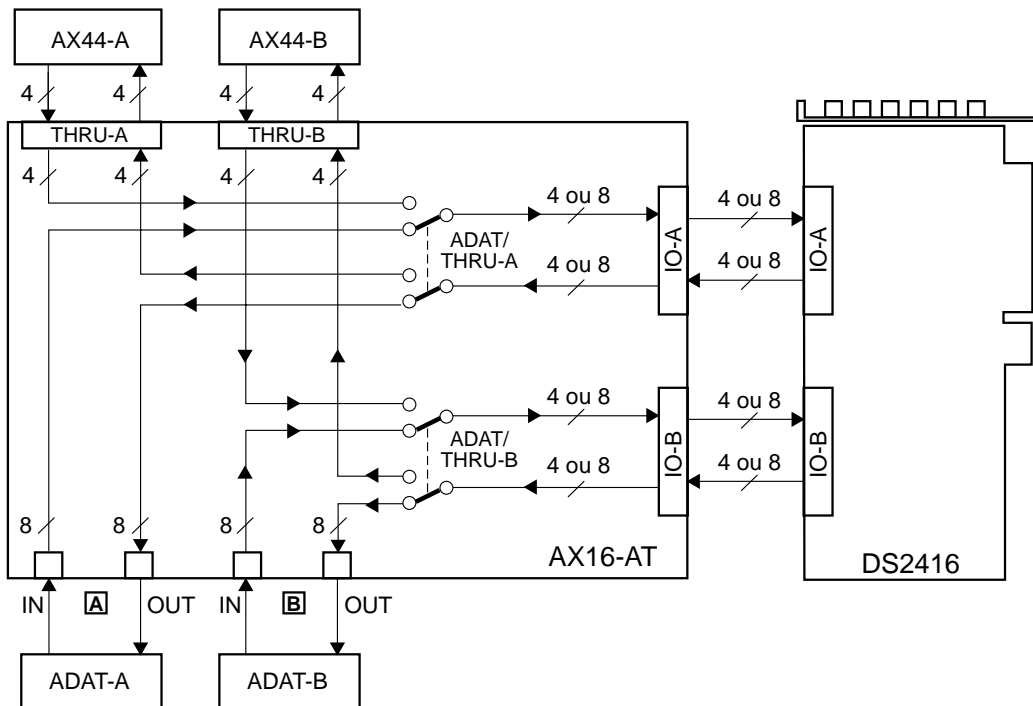 AX44-A AX44-B
4 4 4 4
THRU-A THRU-B
4 4 4 4
4 ou 8 4 ou 8
ADAT/
THRU-A
IO-A IO-A
4 ou 8 4 ou 8
4 ou 8 4 ou 8
ADAT/
THRU-B
IO-B IO-B
4 ou 8 4 ou 8
8 8 8 8
AX16-AT DS2416
IN A OUT IN B OUT
ADAT-A ADAT-B